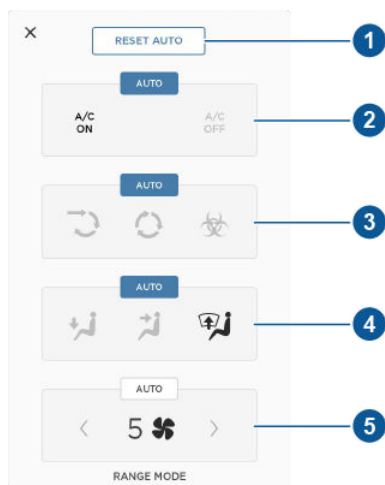 ×
RESET AUTO
1
AUTO
A/C ON
A/C OFF
2
AUTO
3
AUTO
4
AUTO
5
5
RANGE MODE